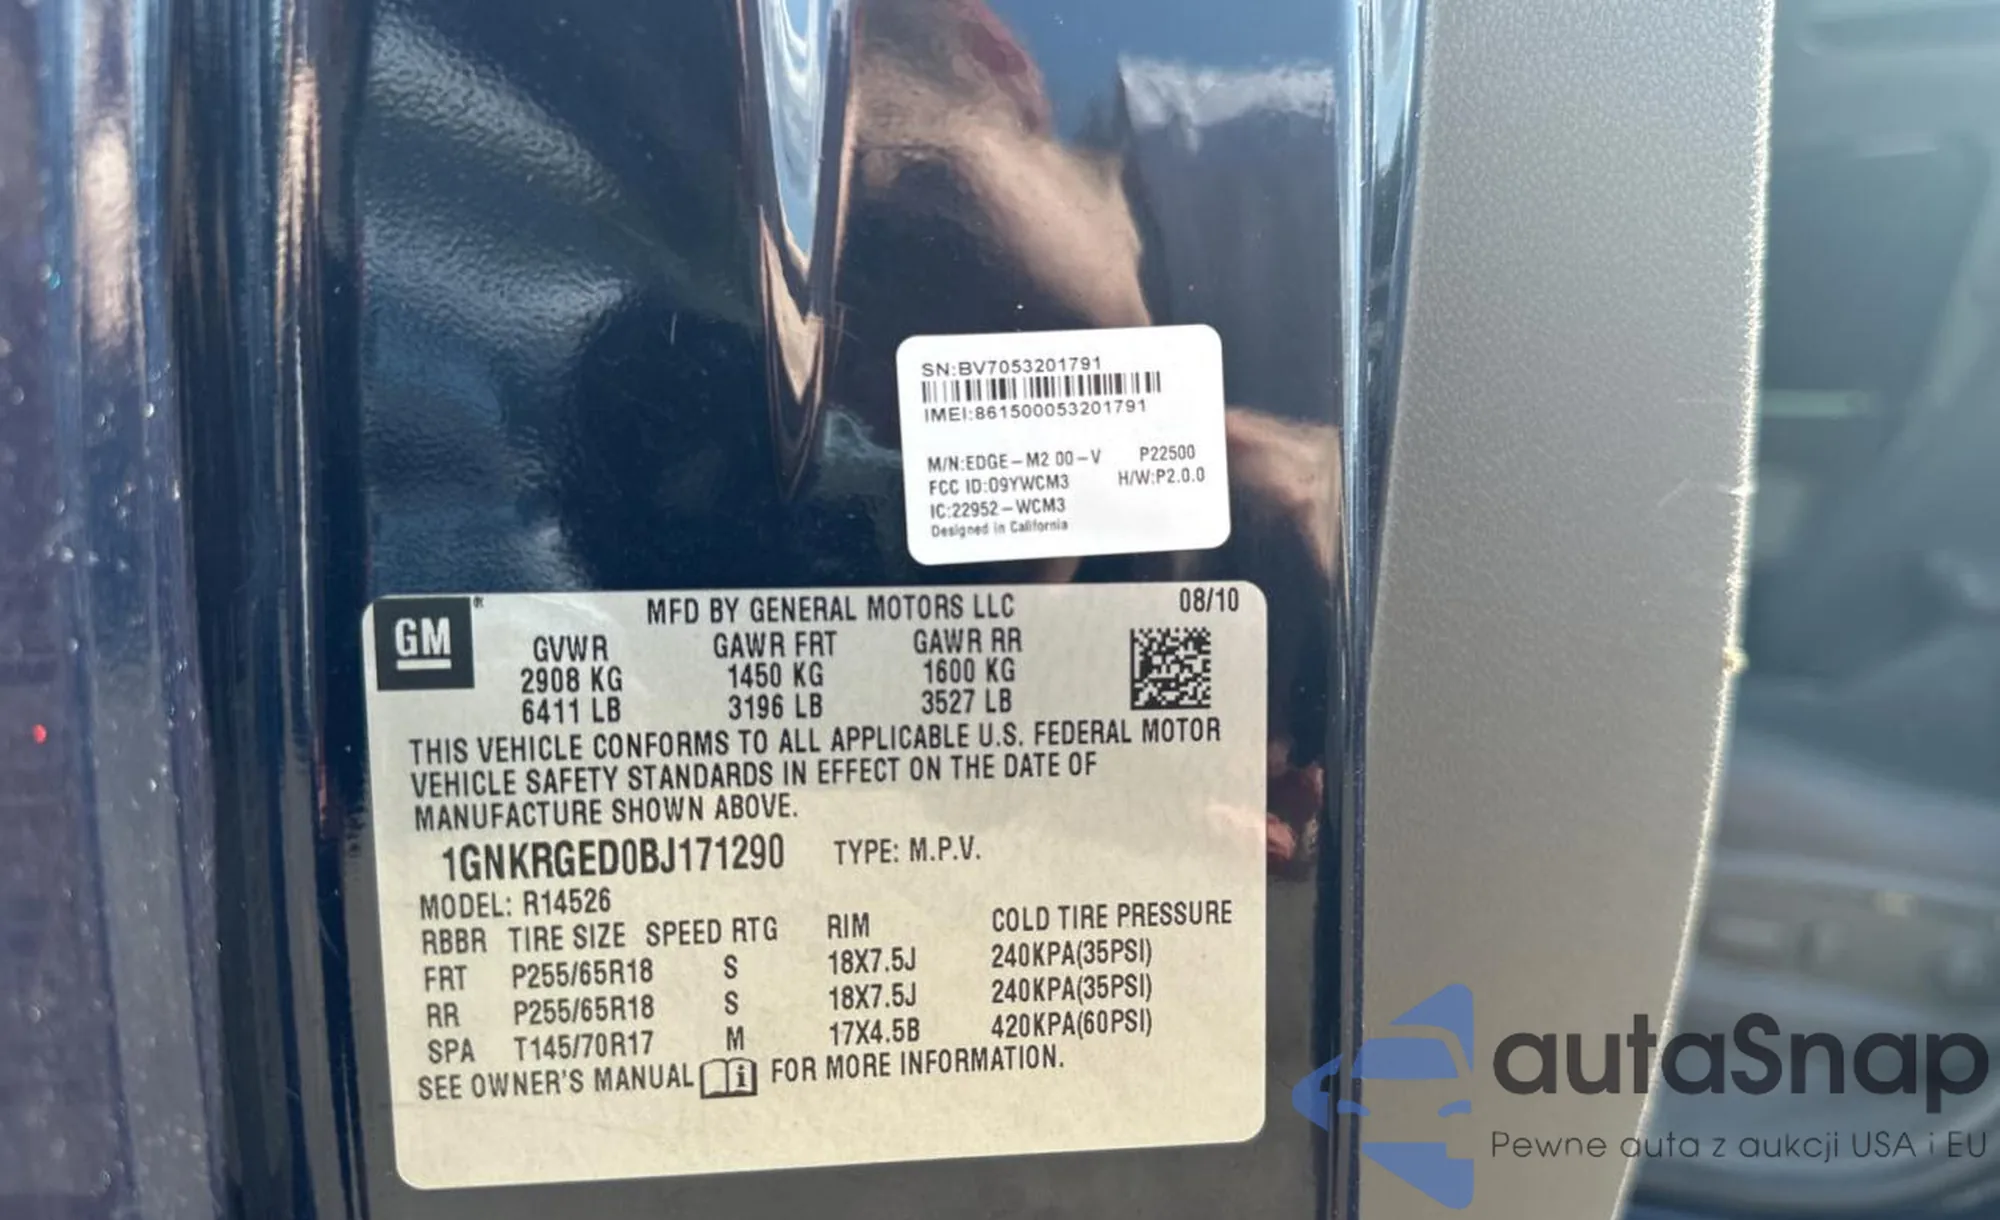 SN:BV7053201791
IMEI:861500053201791
M/N:EDGE-M2 00-V P22500
FCC ID:O9YWCM3 H/W:P2.0.0
IC:22952-WCM3
Designed in California
GM® MFD BY GENERAL MOTORS LLC 08/10
GVWR GAWR FRT GAWR RR
2908 KG 1450 KG 1600 KG
6411 LB 3196 LB 3527 LB
THIS VEHICLE CONFORMS TO ALL APPLICABLE U.S. FEDERAL MOTOR
VEHICLE SAFETY STANDARDS IN EFFECT ON THE DATE OF
MANUFACTURE SHOWN ABOVE.
1GNKRGED0BJ171290 TYPE: M.P.V.
MODEL: R14526
RBBR TIRE SIZE SPEED RTG RIM COLD TIRE PRESSURE
FRT P255/65R18 S 18X7.5J 240KPA(35PSI)
RR P255/65R18 S 18X7.5J 240KPA(35PSI)
SPA T145/70R17 M 17X4.5B 420KPA(60PSI)
SEE OWNER'S MANUAL i FOR MORE INFORMATION.
autaSnap
Pewne auta z aukcji USA i EU